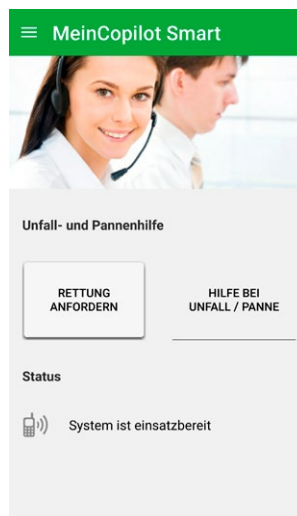 MeinCopilot Smart
Unfall- und Pannenhilfe
RETTUNG
ANFORDERN
HILFE BEI
UNFALL / PANNE
Status
System ist einsatzbereit